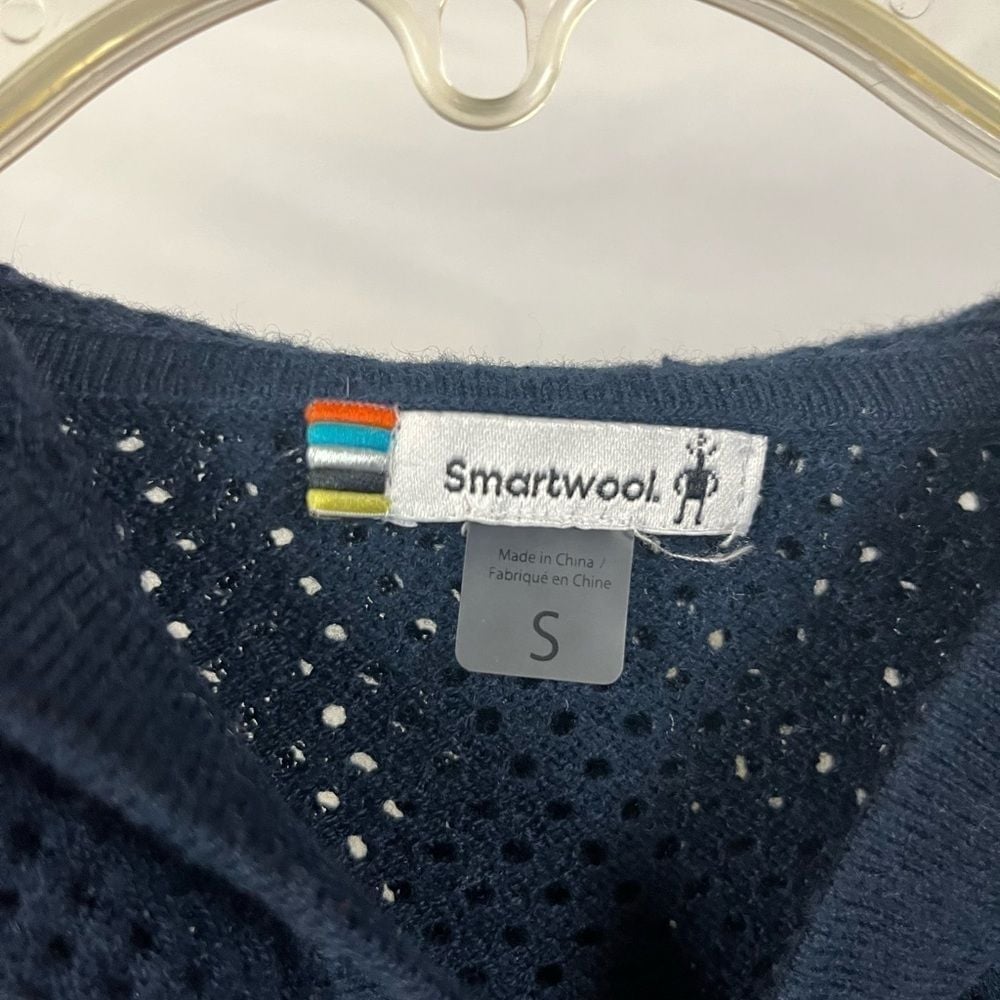 Smartwool.
Made in China /
Fabriqué en Chine
S